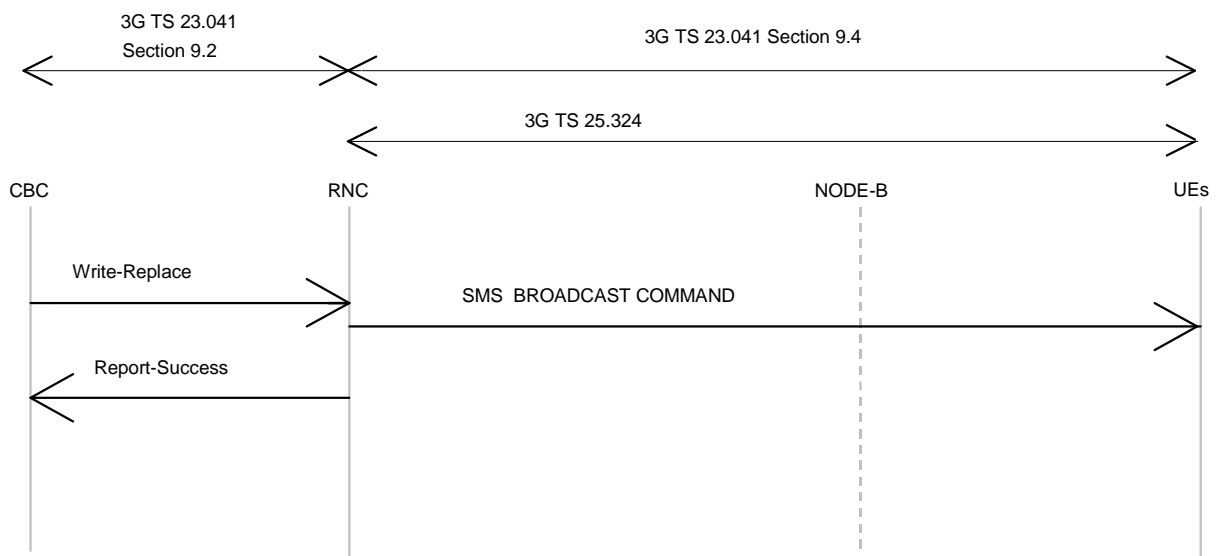 3G TS 23.041
Section 9.2
3G TS 23.041 Section 9.4
3G TS 25.324
CBC
RNC
NODE-B
UEs
Write-Replace
SMS BROADCAST COMMAND
Report-Success